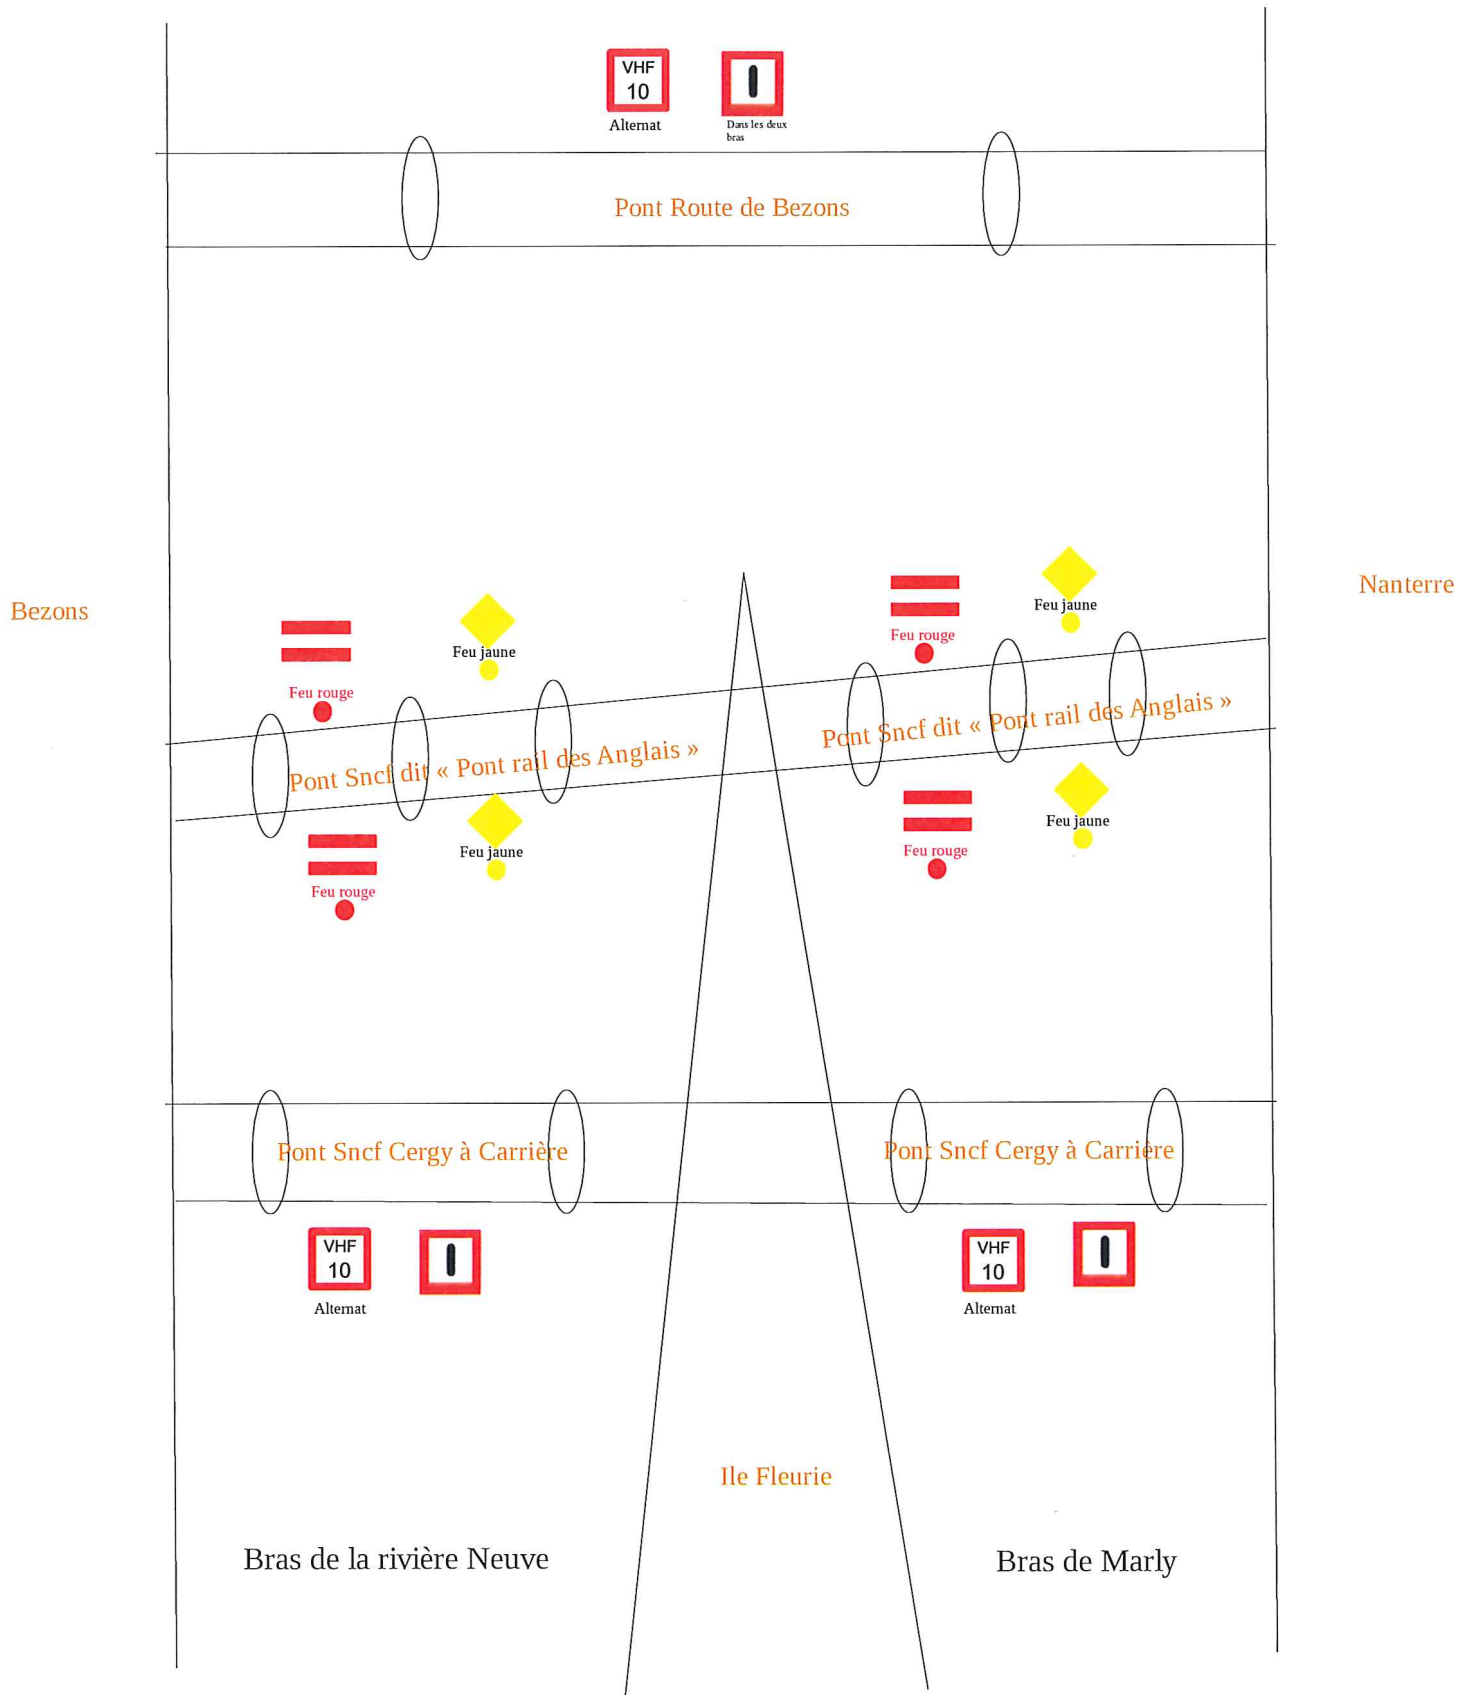 VHF
10
Alternat
Dans les deux
bras
Pont Route de Bezons
Bezons
Nanterre
Feu jaune
Feu rouge
Feu jaune
Feu rouge
Pont Sncf dit « Pont rail des Anglais »
Pont Sncf dit « Pont rail des Anglais »
Feu jaune
Feu rouge
Feu jaune
Feu rouge
Pont Sncf Cergy à Carrière
Pont Sncf Cergy à Carrière
VHF
10
Alternat
VHF
10
Alternat
Ile Fleurie
Bras de la rivière Neuve
Bras de Marly